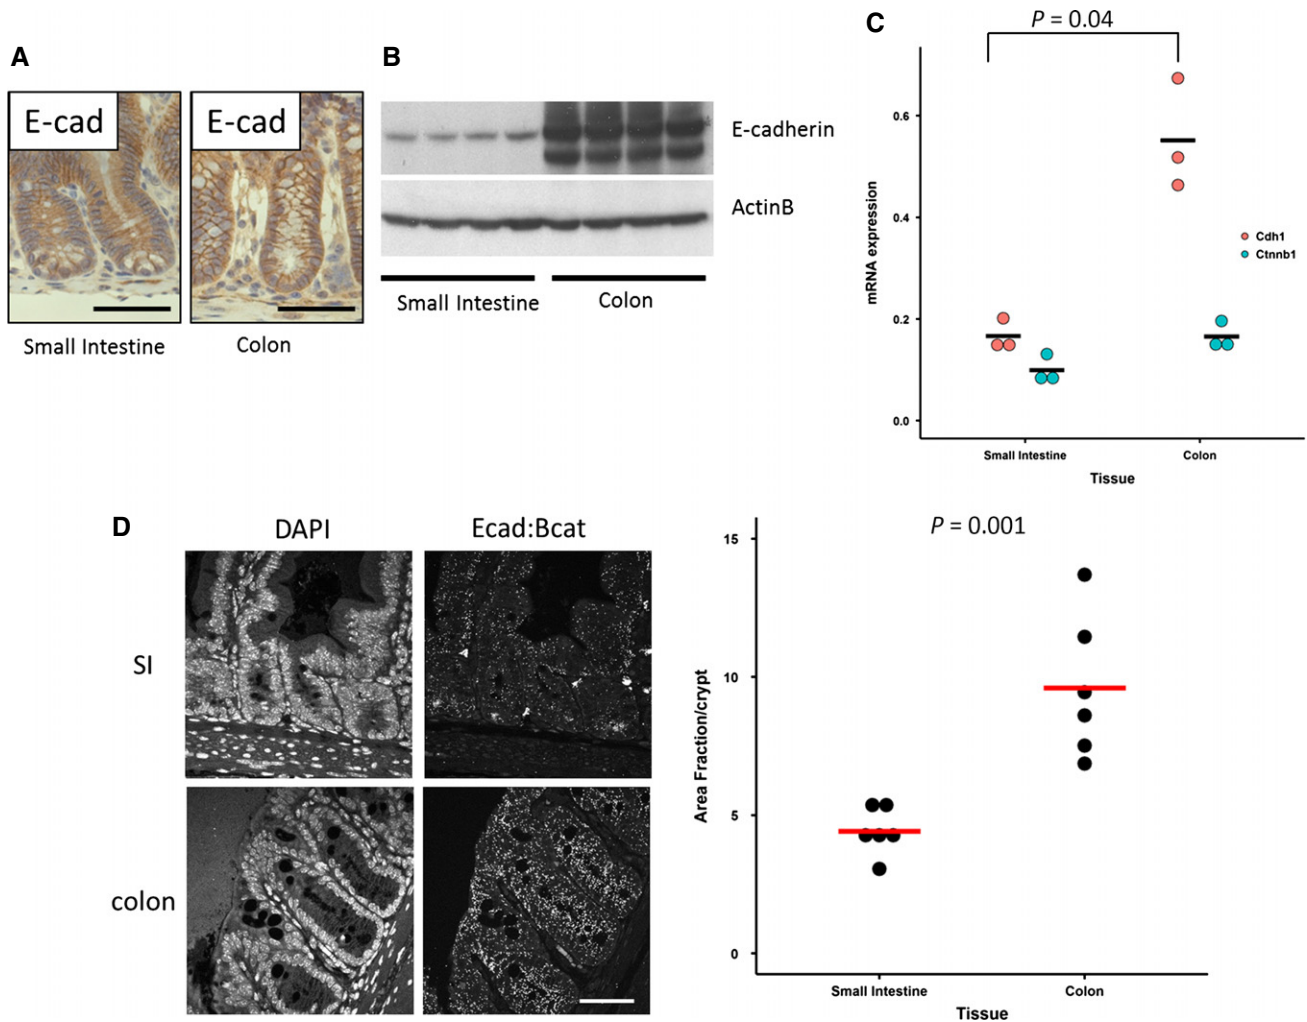 A
E-cad
E-cad
Small Intestine
Colon
B
E-cadherin
ActinB
Small Intestine
Colon
C
P = 0.04
mRNA expression
0.6
0.4
0.2
0.0
Cdh1
Ctnnb1
Small Intestine
Colon
Tissue
D
DAPI
Ecad:Bcat
SI
colon
P = 0.001
Area Fraction/crypt
15
10
5
0
Small Intestine
Colon
Tissue